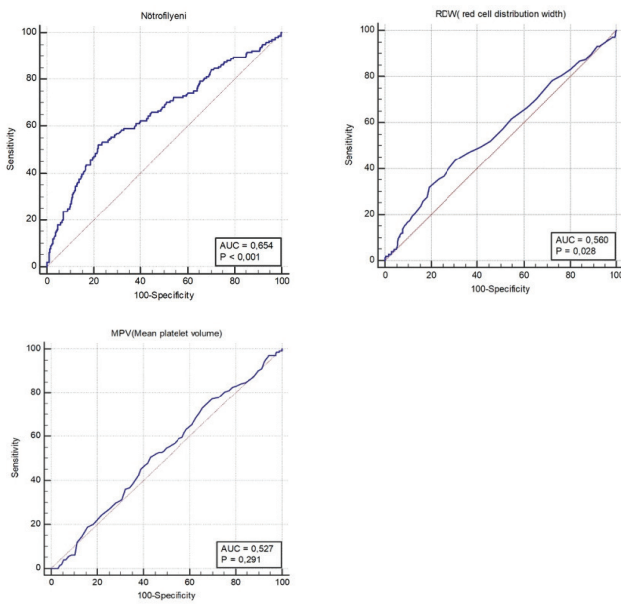 Nötrofilyeni
100
80
60
40
20
0
Sensitivity
AUC = 0,654
P < 0,001
0 20 40 60 80 100
100-Specificity
RDW( red cell distribution width)
100
80
60
40
20
0
Sensitivity
AUC = 0,560
P = 0,028
0 20 40 60 80 100
100-Specificity
MPV(Mean platelet volume)
100
80
60
40
20
0
Sensitivity
AUC = 0,527
P = 0,291
0 20 40 60 80 100
100-Specificity